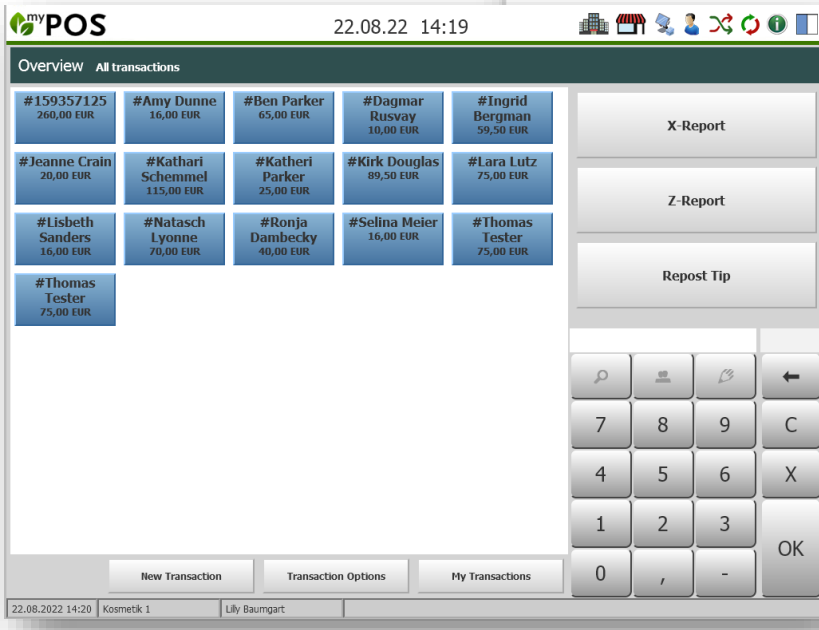 myPOS
22.08.22 14:19
Overview All transactions
#159357125
260,00 EUR
#Amy Dunne
16,00 EUR
#Ben Parker
65,00 EUR
#Dagmar
Rusvay
10,00 EUR
#Ingrid
Bergman
59,50 EUR
#Jeanne Crain
20,00 EUR
#Kathari
Schemmel
115,00 EUR
#Katheri
Parker
25,00 EUR
#Kirk Douglas
89,50 EUR
#Lara Lutz
75,00 EUR
#Lisbeth
Sanders
16,00 EUR
#Natasch
Lyonne
70,00 EUR
#Ronja
Dambecky
40,00 EUR
#Selina Meier
16,00 EUR
#Thomas
Tester
75,00 EUR
#Thomas
Tester
75,00 EUR
X-Report
Z-Report
Repost Tip
7 8 9 C
4 5 6 X
1 2 3
OK
0 , -
New Transaction
Transaction Options
My Transactions
22.08.2022 14:20 Kosmetik 1 Lilly Baumgart